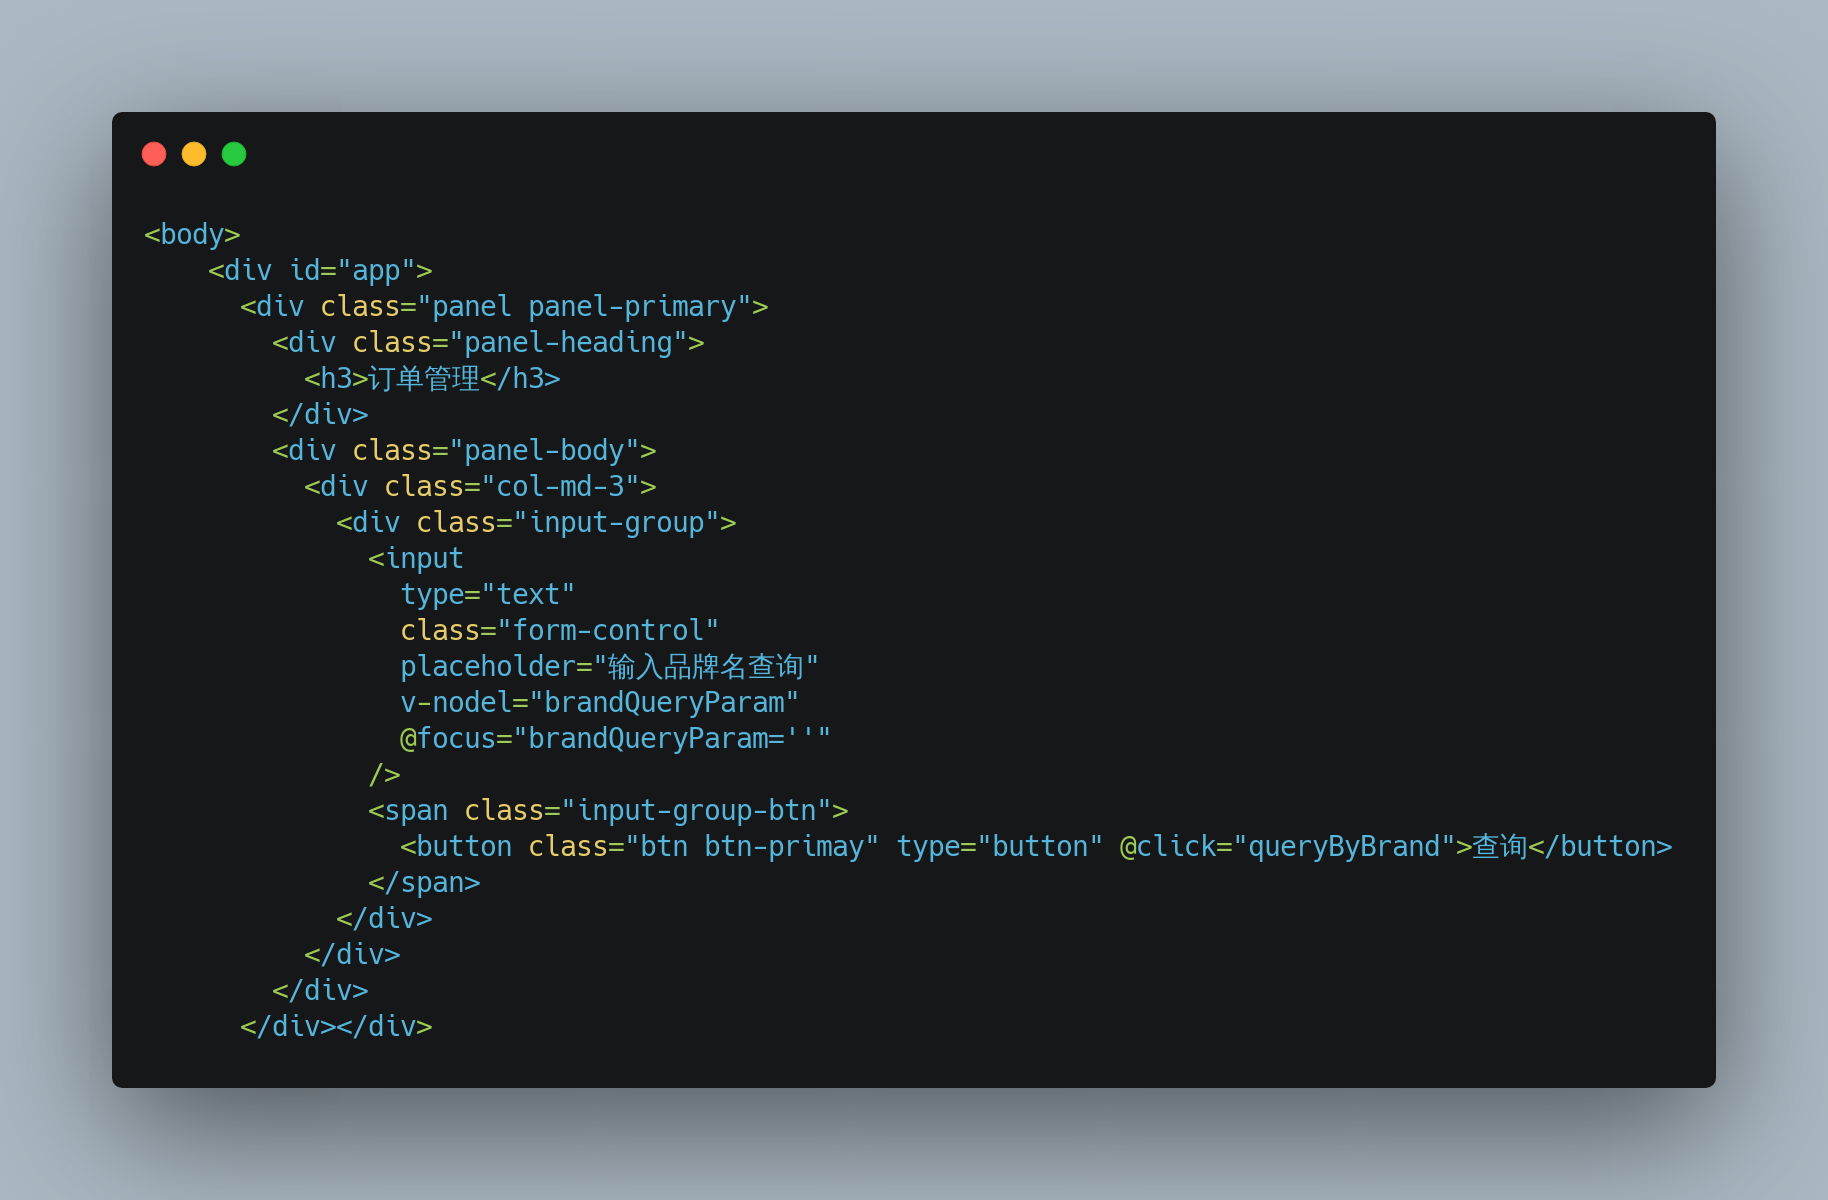 <body>
    <div id="app">
      <div class="panel panel-primary">
        <div class="panel-heading">
          <h3>订单管理</h3>
        </div>
        <div class="panel-body">
          <div class="col-md-3">
            <div class="input-group">
              <input
                type="text"
                class="form-control"
                placeholder="输入品牌名查询"
                v-nodel="brandQueryParam"
                @focus="brandQueryParam=''"
              />
              <span class="input-group-btn">
                <button class="btn btn-primay" type="button" @click="queryByBrand">查询</button>
              </span>
            </div>
          </div>
        </div>
      </div></div>